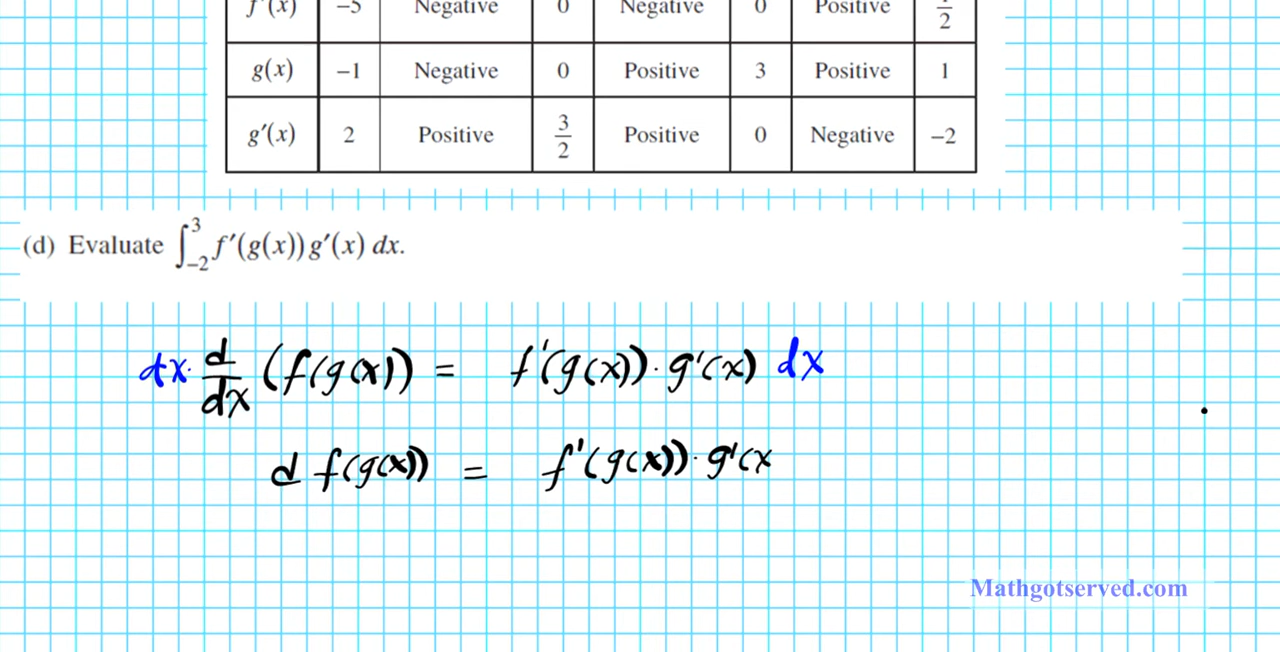 f′(x) −5 Negative 0 Negative 0 Positive 2
g(x) −1 Negative 0 Positive 3 Positive 1
g′(x) 2 Positive 3/2 Positive 0 Negative −2
(d) Evaluate ∫₋₂³ f′(g(x))g′(x) dx.
dx· d/dx (f(g(x)) = f'(g(x))·g'(x) dx
d f(g(x)) = f'(g(x))·g'(x
Mathgotserved.com